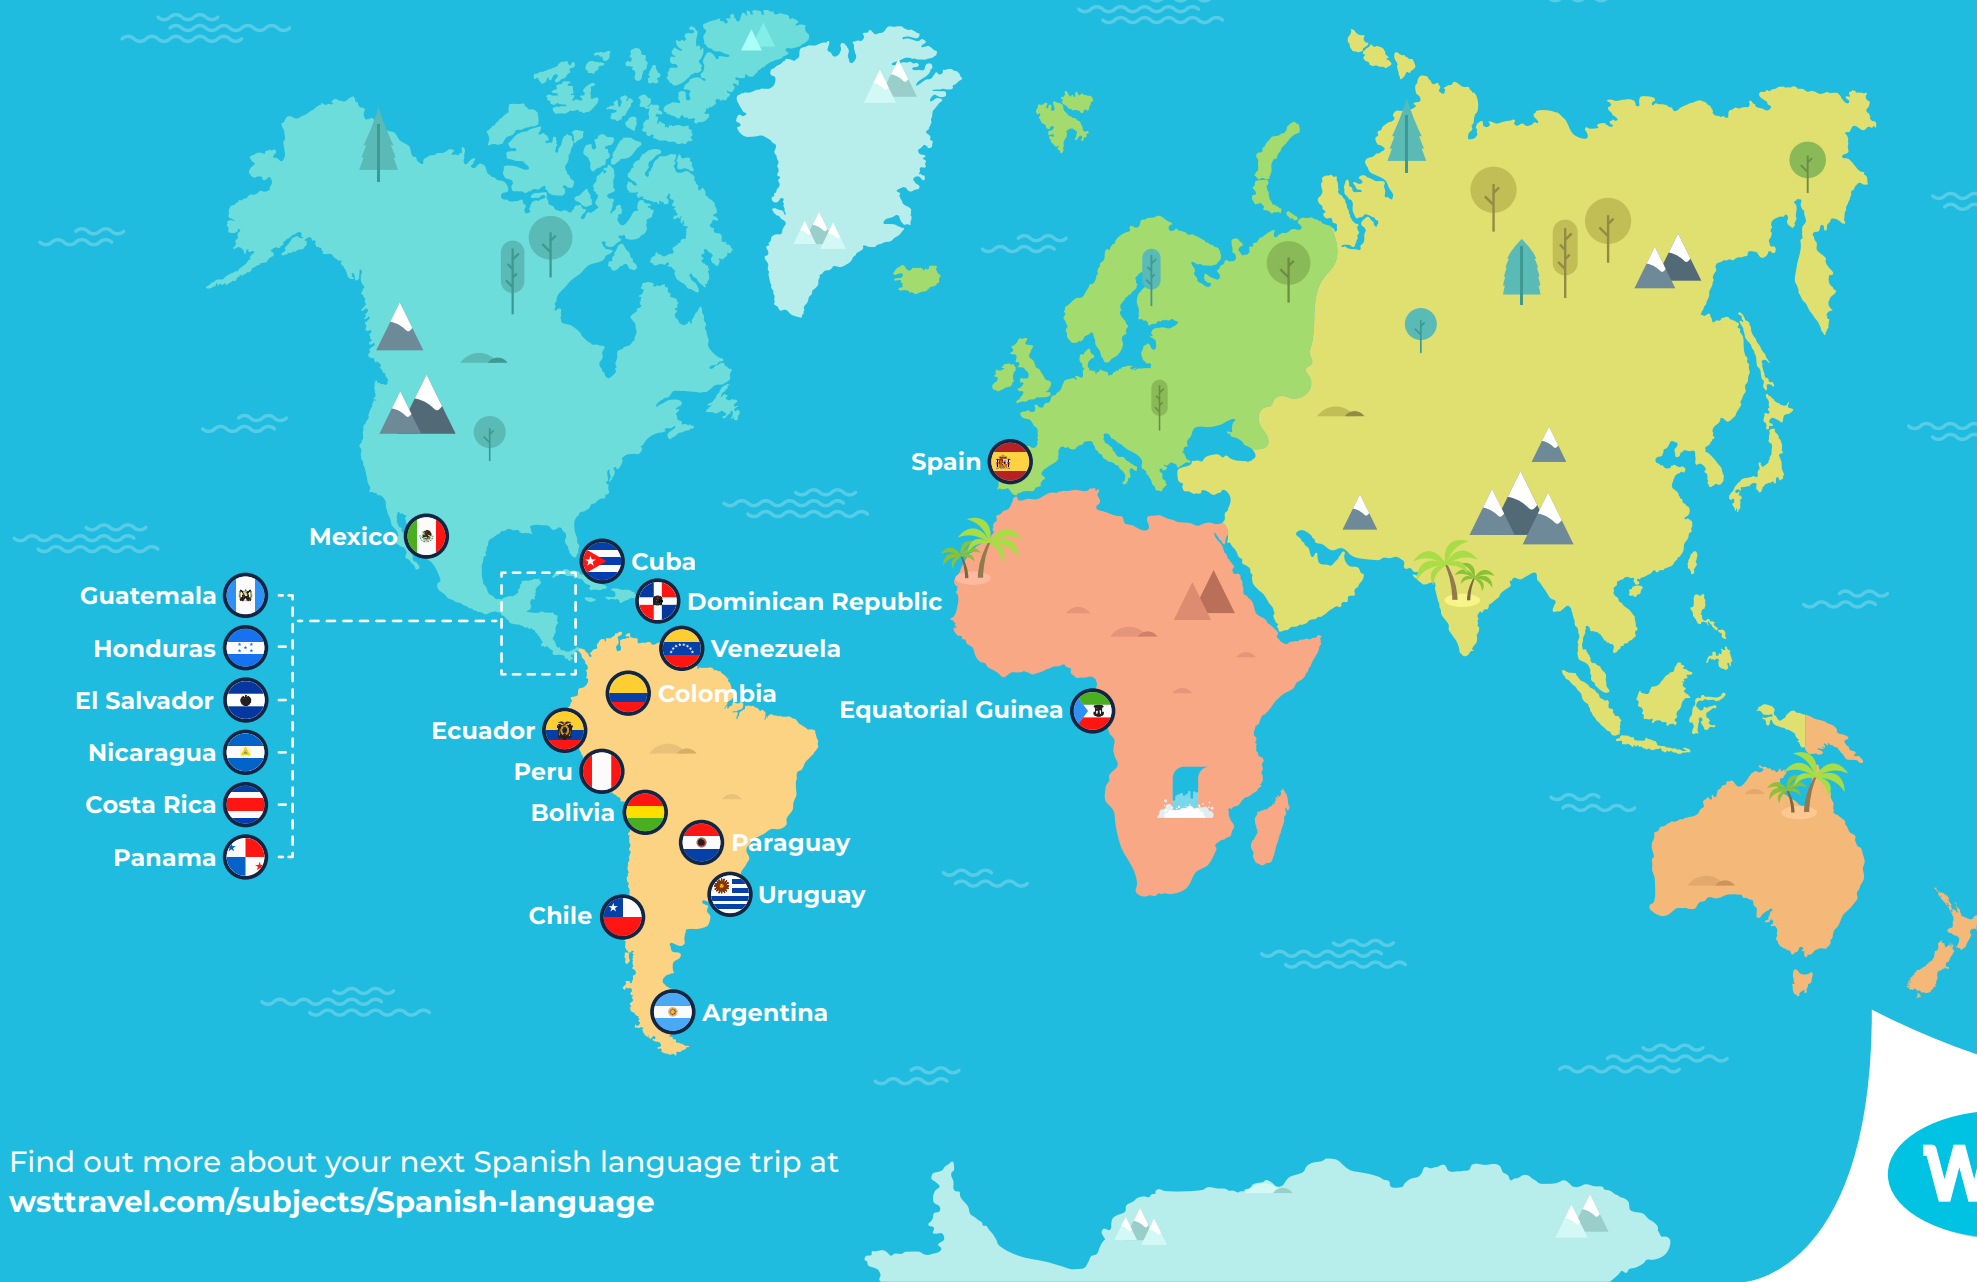 Spain
Mexico
Cuba
Guatemala
Dominican Republic
Honduras
Venezuela
El Salvador
Colombia
Equatorial Guinea
Ecuador
Nicaragua
Peru
Costa Rica
Bolivia
Paraguay
Panama
Uruguay
Chile
Argentina
Find out more about your next Spanish language trip at
wsttravel.com/subjects/Spanish-language
W